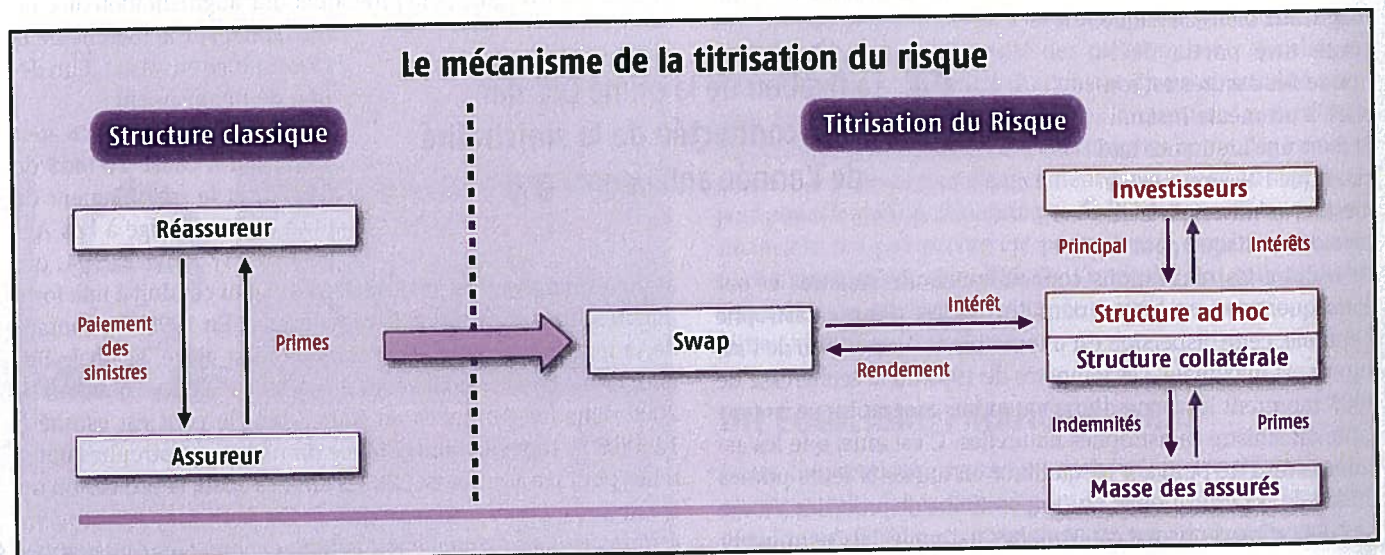 Le mécanisme de la titrisation du risque
Structure classique
Réassureur
Paiement
des
sinistres
Primes
Assureur
Titrisation du Risque
Investisseurs
Principal
Intérêts
Swap
Intérêt
Rendement
Structure ad hoc
Structure collatérale
Indemnités
Primes
Masse des assurés